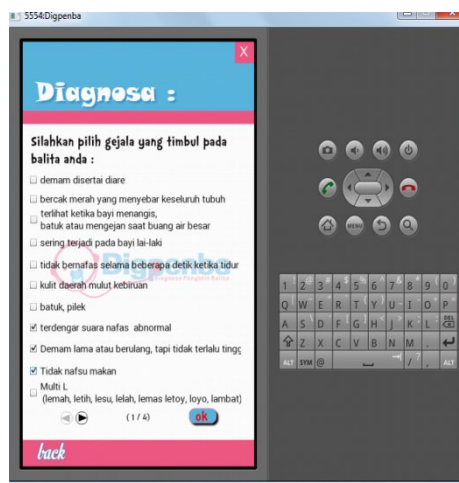 5554:Digpenba
X
Diagnosa :
Silahkan pilih gejala yang timbul pada
balita anda :
demam disertai diare
bercak merah yang menyebar keseluruh tubuh
terlihat ketika bayi menangis,
batuk atau mengejan saat buang air besar
sering terjadi pada bayi laki-laki
tidak bernafas selama beberapa detik ketika tidur
Digpenba
kulit daerah mulut kebiruan
batuk, pilek
terdengar suara nafas abnormal
Demam lama atau berulang, tapi tidak terlalu tingg
Tidak nafsu makan
Multi L
(lemah, letih, lesu, lelah, lemas letoy, loyo, lambat)
(1/4)
ok
back
MENU
1 2 3 4 5 6 7 8 9 0
Q W E R T Y U I O P
A S D F G H J K L DEL
Z X C V B N M .
ALT SYM @ / , ALT